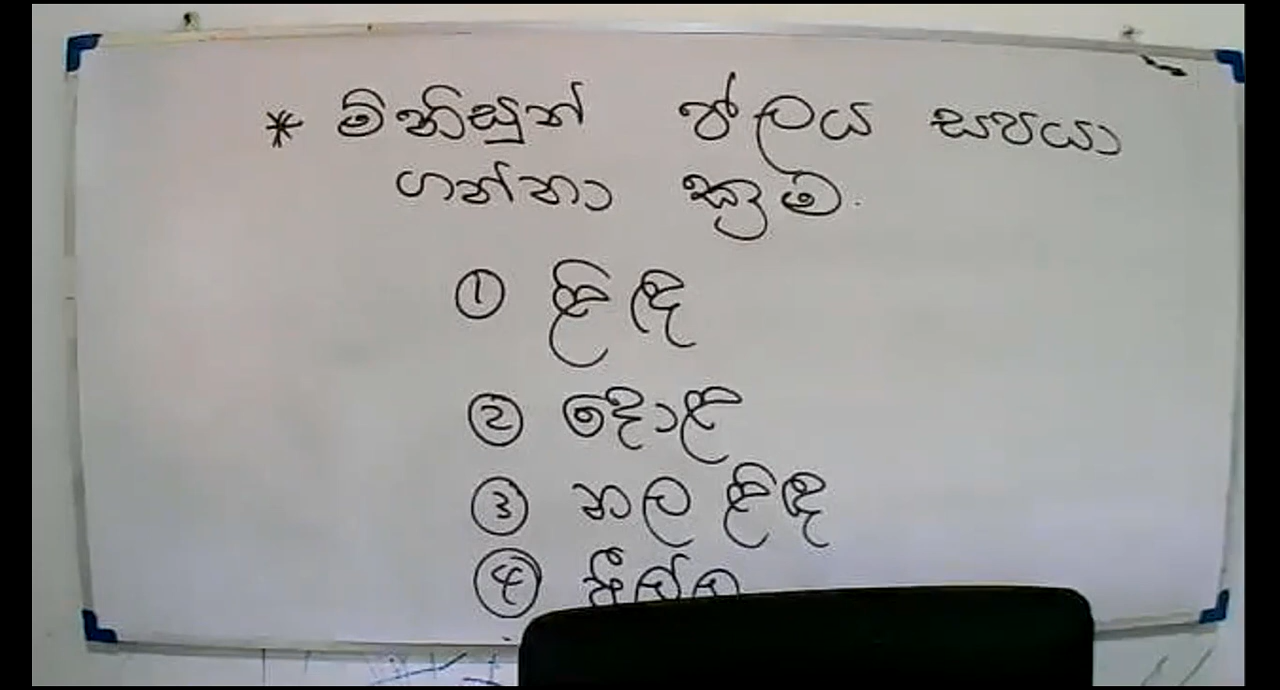 * මිනිසුන් ජලය සපයා
ගන්නා ක්‍රම.
① ළිඳ
② දොළ
③ නල ළිඳ
④